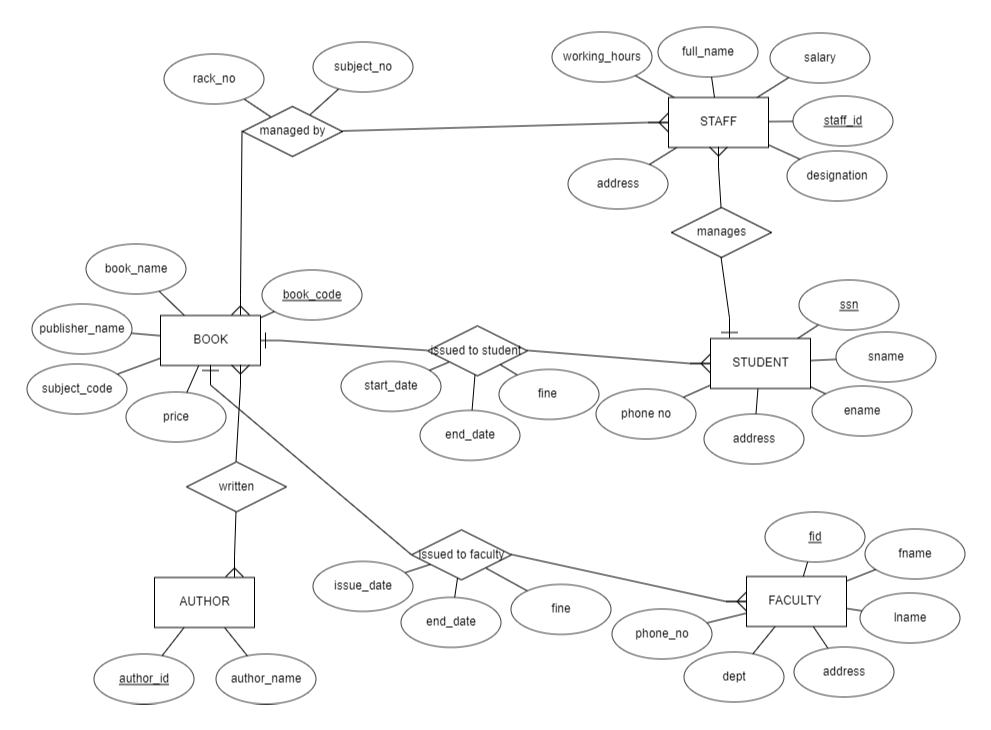 working_hours
full_name
salary
subject_no
rack_no
managed by
STAFF
staff_id
address
designation
manages
book_name
book_code
publisher_name
BOOK
subject_code
price
issued to student
start_date
end_date
fine
ssn
STUDENT
sname
ename
phone no
address
written
AUTHOR
author_id
author_name
issued to faculty
issue_date
end_date
fine
fid
fname
FACULTY
lname
phone_no
dept
address